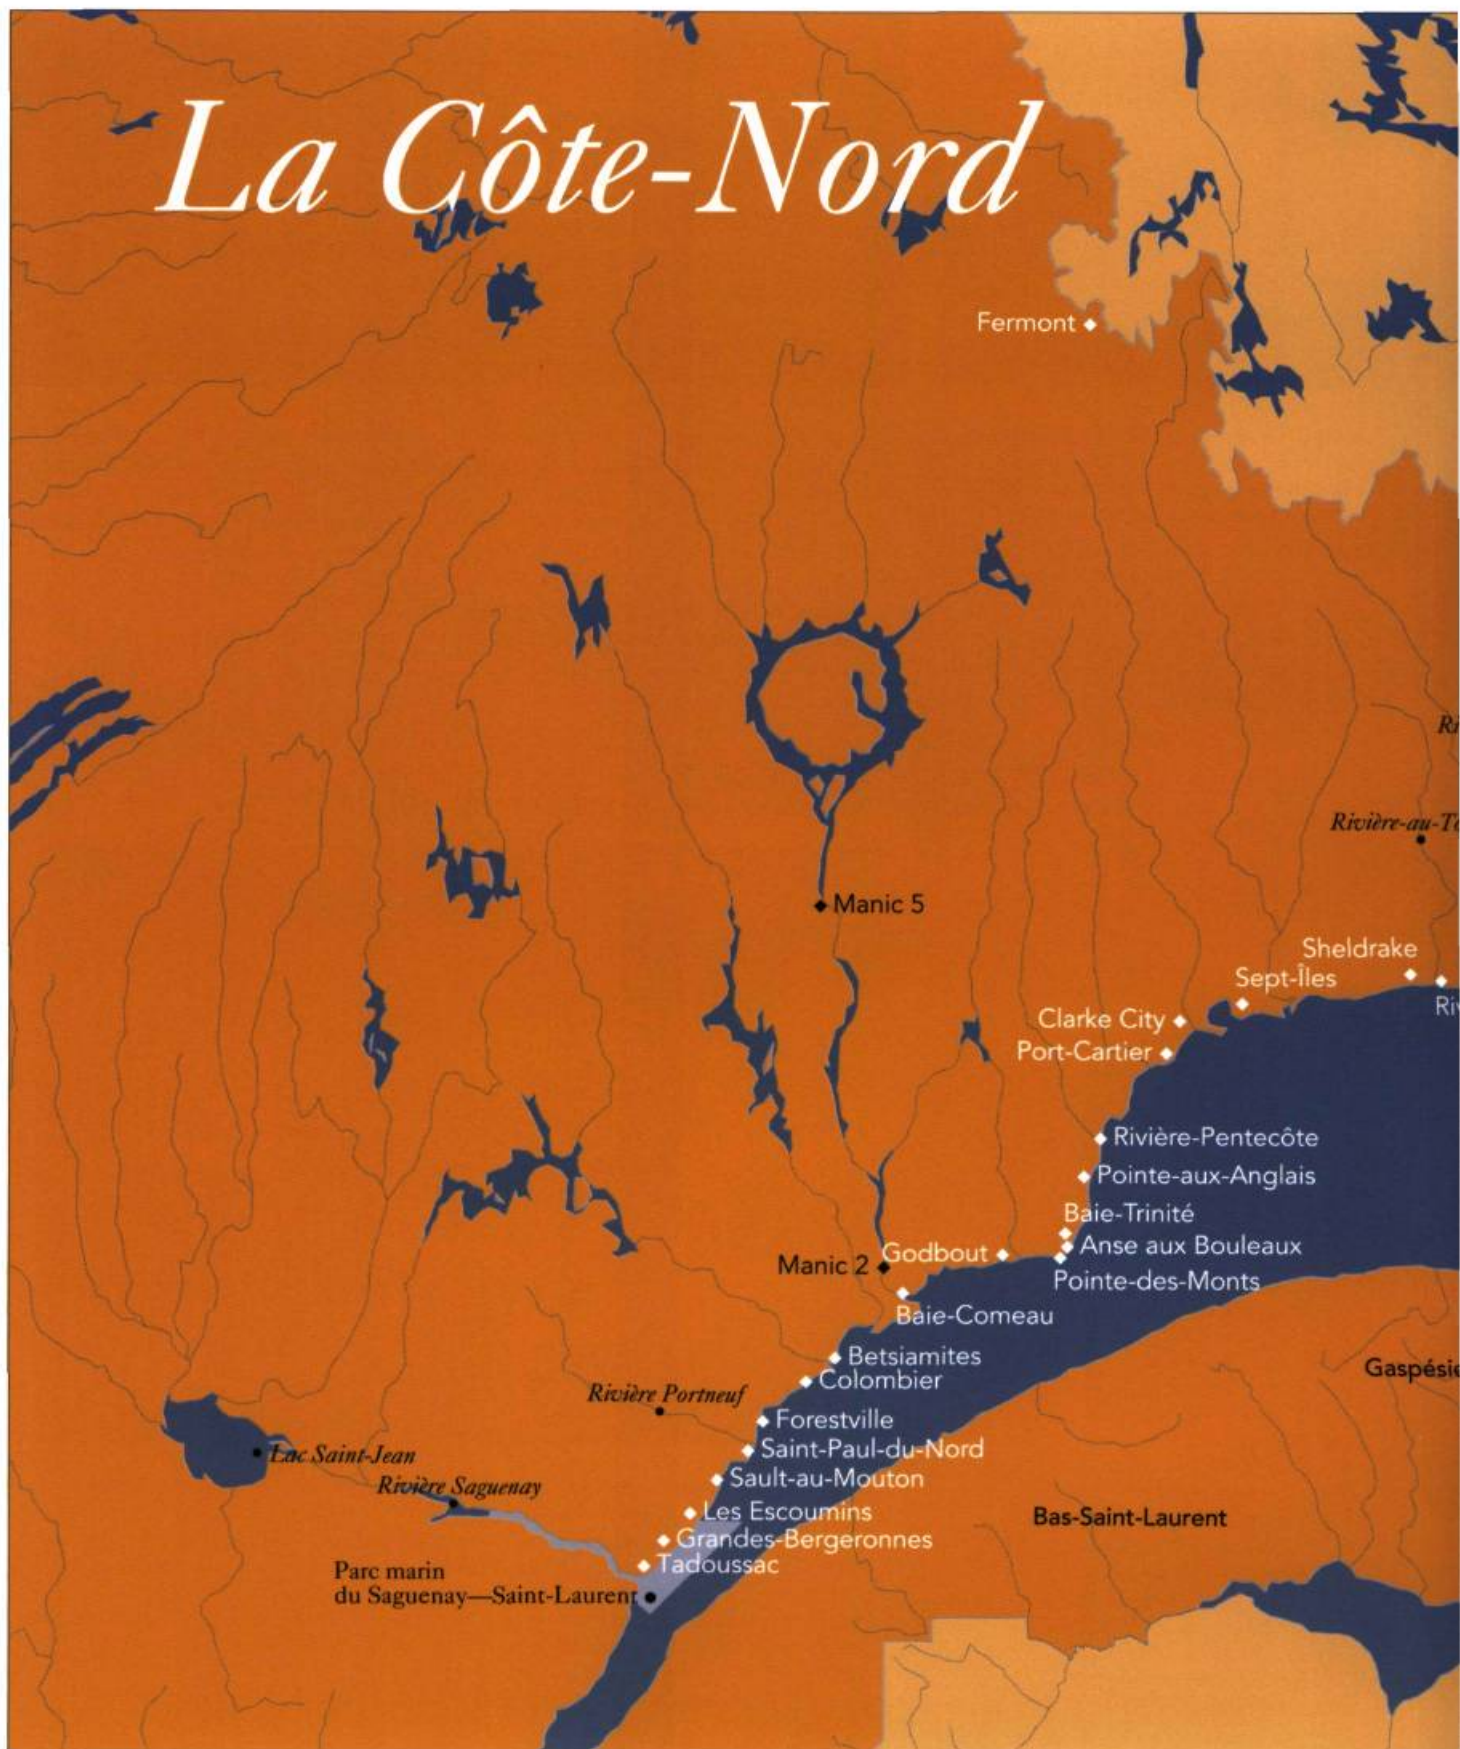 La Côte-Nord
Fermont
Manic 5
Sheldrake
Sept-Îles
Clarke City
Port-Cartier
Rivière-Pentecôte
Pointe-aux-Anglais
Baie-Trinité
Anse aux Bouleaux
Godbout
Manic 2
Pointe-des-Monts
Baie-Comeau
Betsiamites
Colombier
Gaspésie
Rivière Portneuf
Forestville
Saint-Paul-du-Nord
Lac Saint-Jean
Sault-au-Mouton
Rivière Saguenay
Les Escoumins
Bas-Saint-Laurent
Grandes-Bergeronnes
Tadoussac
Parc marin
du Saguenay—Saint-Laurent